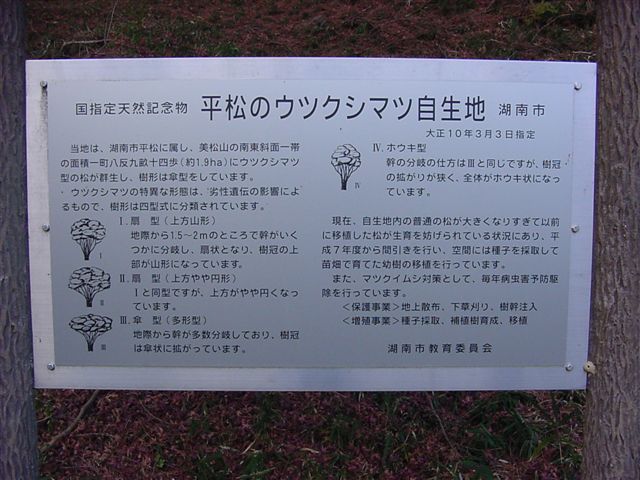 国指定天然記念物 平松のウツクシマツ自生地 湖南市
大正10年3月3日指定
当地は、湖南市平松に属し、美松山の南東斜面一帯
の面積一町八反九畝十四歩(約1.9ha)にウツクシマツ
型の松が群生し、樹形は傘型をしています。
ウツクシマツの特異な形態は、劣性遺伝の影響によ
るもので、樹形は四型式に分類されています。
Ⅰ.扇 型(上方山形)
地際から1.5~2mのところで幹がいく
つかに分岐し、扇状となり、樹冠の上
部が山形になっています。
Ⅰ
Ⅱ.扇 型(上方やや円形)
Ⅰと同型ですが、上方がやや円くなっ
ています。
Ⅱ
Ⅲ.傘 型(多形型)
地際から幹が多数分岐しており、樹冠
は傘状に拡がっています。
Ⅲ
Ⅳ.ホウキ型
幹の分岐の仕方はⅢと同じですが、樹冠
の拡がりが狭く、全体がホウキ状になっ
ています。
Ⅳ
現在、自生地内の普通の松が大きくなりすぎて以前
に移植した松が生育を妨げられている状況にあり、平
成7年度から間引きを行い、空間には種子を採取して
苗畑で育てた幼樹の移植を行っています。
また、マツクイムシ対策として、毎年病虫害予防駆
除を行っています。
<保護事業>地上散布、下草刈り、樹幹注入
<増殖事業>種子採取、補植樹育成、移植
湖南市教育委員会